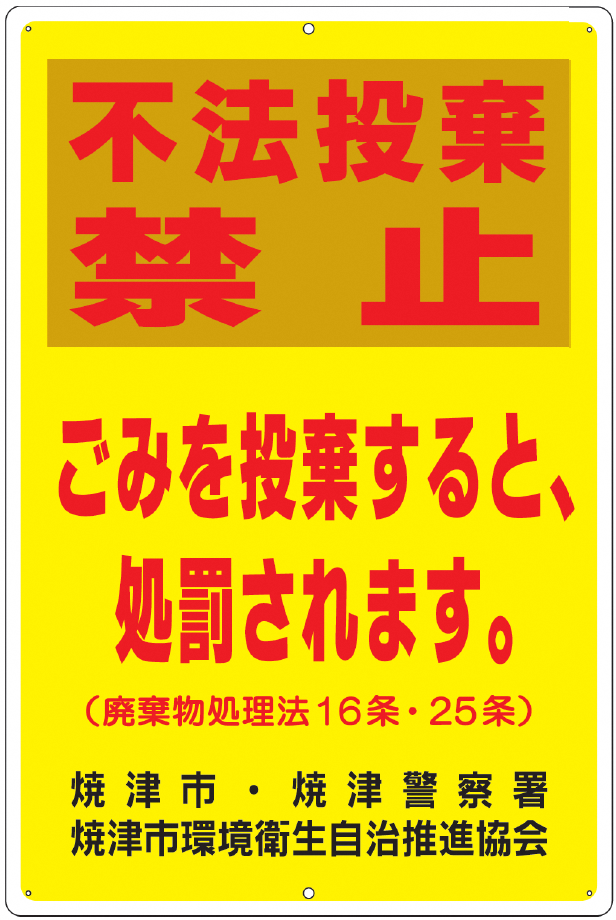 不法投棄
禁止
ごみを投棄すると、
処罰されます。
（廃棄物処理法16条・25条）
焼津市・焼津警察署
焼津市環境衛生自治推進協会